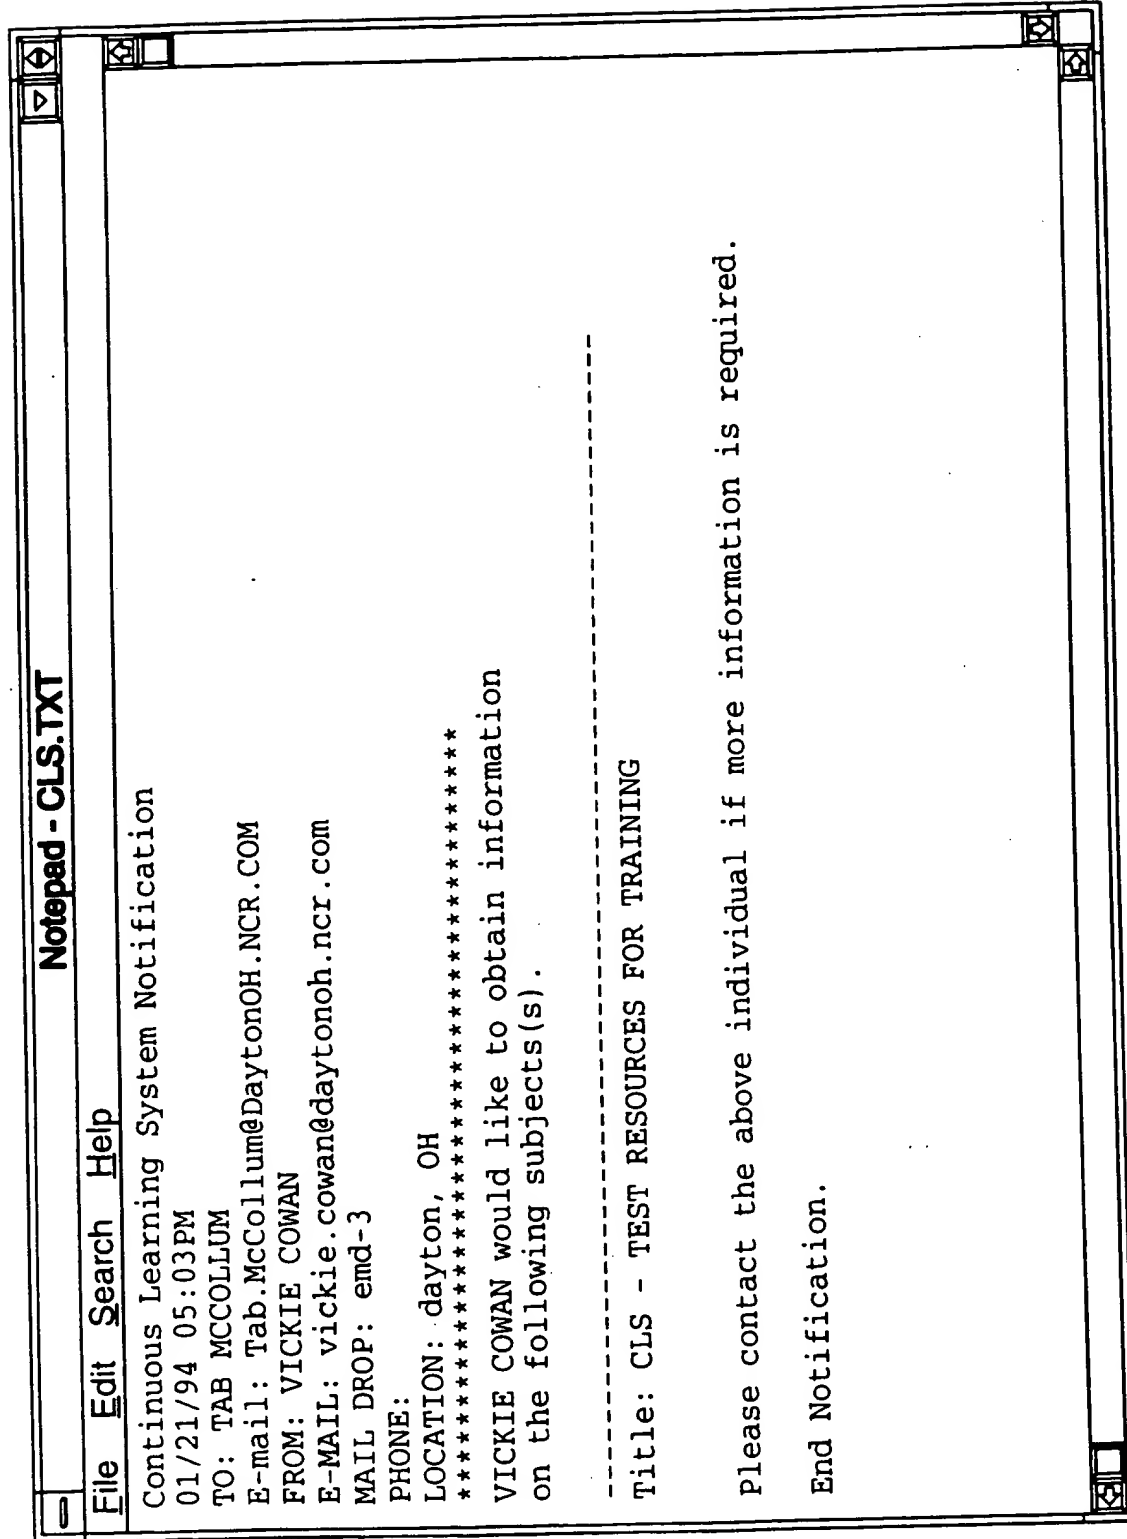 Notepad - CLS.TXT
File Edit Search Help
Continuous Learning System Notification
01/21/94 05:03PM
TO: TAB MCCOLLUM
E-mail: Tab.McCollum@DaytonOH.NCR.COM
FROM: VICKIE COWAN
E-MAIL: vickie.cowan@daytonoh.ncr.com
MAIL DROP: emd-3
PHONE:
LOCATION: dayton, OH
******************************************
VICKIE COWAN would like to obtain information
on the following subjects(s).
------------------------------------------------------------------
Title: CLS - TEST RESOURCES FOR TRAINING
Please contact the above individual if more information is required.
End Notification.